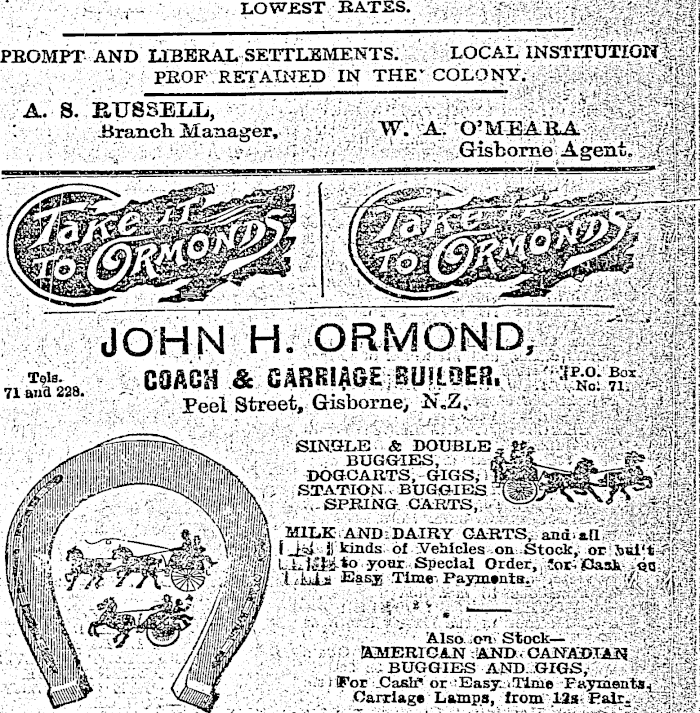 LOWEST RATES.
PROMPT AND LIBERAL SETTLEMENTS. LOCAL INSTITUTION
PROF RETAINED IN THE COLONY.
A. S. RUSSELL,
Branch Manager,
W. A. O'MEARA
Gisborne Agent.
Take it
TO ORMONDS
Take it
TO ORMONDS
JOHN H. ORMOND,
Tels.
71 and 228.
COACH & CARRIAGE BUILDER.
P.O. Box
No. 71.
Peel Street, Gisborne, N.Z.
SINGLE & DOUBLE
BUGGIES,
DOGCARTS, GIGS,
STATION BUGGIES
SPRING CARTS,
MILK AND DAIRY CARTS, and all
kinds of Vehicles on Stock, or built
to your Special Order, for Cash on
Easy Time Payments.
Also on Stock—
AMERICAN AND CANADIAN
BUGGIES AND GIGS,
For Cash or Easy Time Payments.
Carriage Lamps, from 12s Pair.